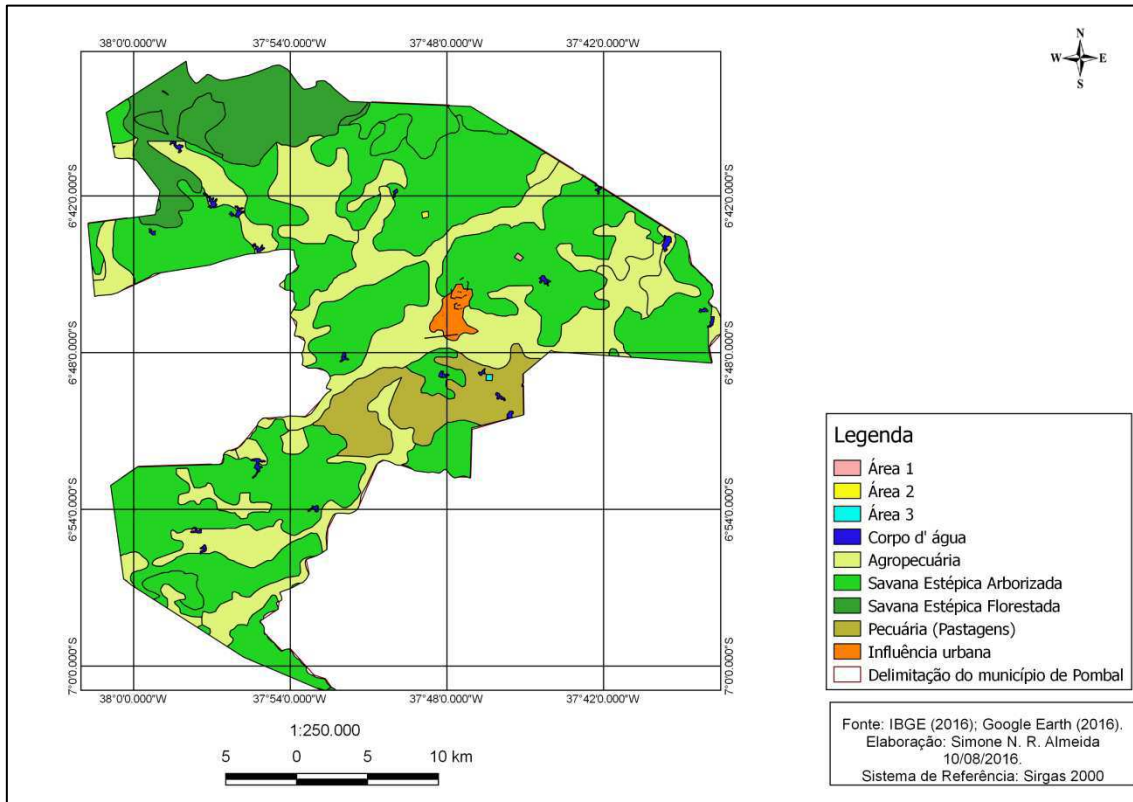 38°0'0.000"W 37°54'0.000"W 37°48'0.000"W 37°42'0.000"W
N
W E
S
6°42'0.000"S 6°42'0.000"S
6°48'0.000"S 6°48'0.000"S
6°54'0.000"S 6°54'0.000"S
7°0'0.000"S 7°0'0.000"S
38°0'0.000"W 37°54'0.000"W 37°48'0.000"W 37°42'0.000"W
1:250.000
5 0 5 10 km
Legenda
Área 1
Área 2
Área 3
Corpo d' água
Agropecuária
Savana Estépica Arborizada
Savana Estépica Florestada
Pecuária (Pastagens)
Influência urbana
Delimitação do município de Pombal
Fonte: IBGE (2016); Google Earth (2016).
Elaboração: Simone N. R. Almeida
10/08/2016.
Sistema de Referência: Sirgas 2000